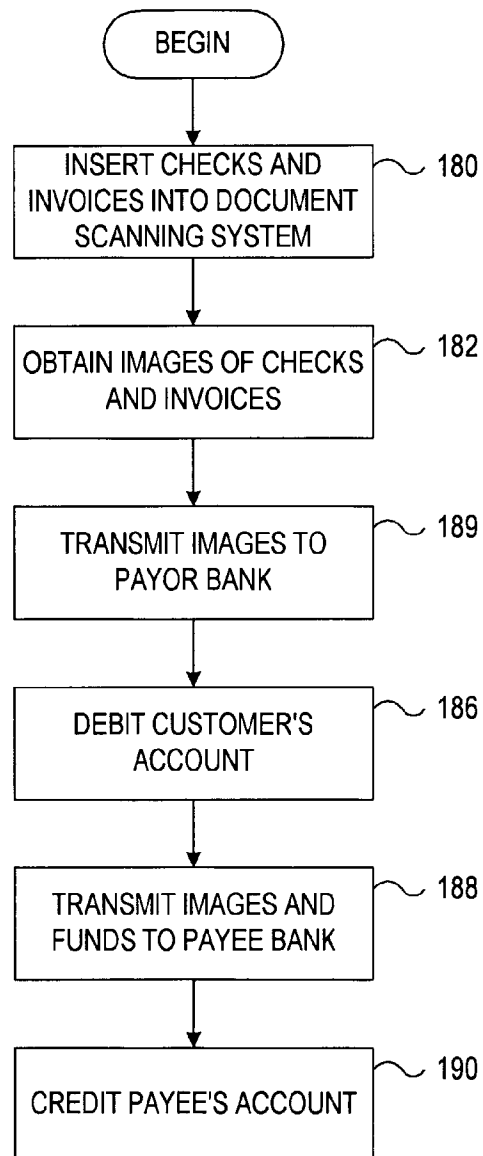 BEGIN
INSERT CHECKS AND
INVOICES INTO DOCUMENT
SCANNING SYSTEM
180
OBTAIN IMAGES OF CHECKS
AND INVOICES
182
TRANSMIT IMAGES TO
PAYOR BANK
189
DEBIT CUSTOMER'S
ACCOUNT
186
TRANSMIT IMAGES AND
FUNDS TO PAYEE BANK
188
CREDIT PAYEE'S ACCOUNT
190